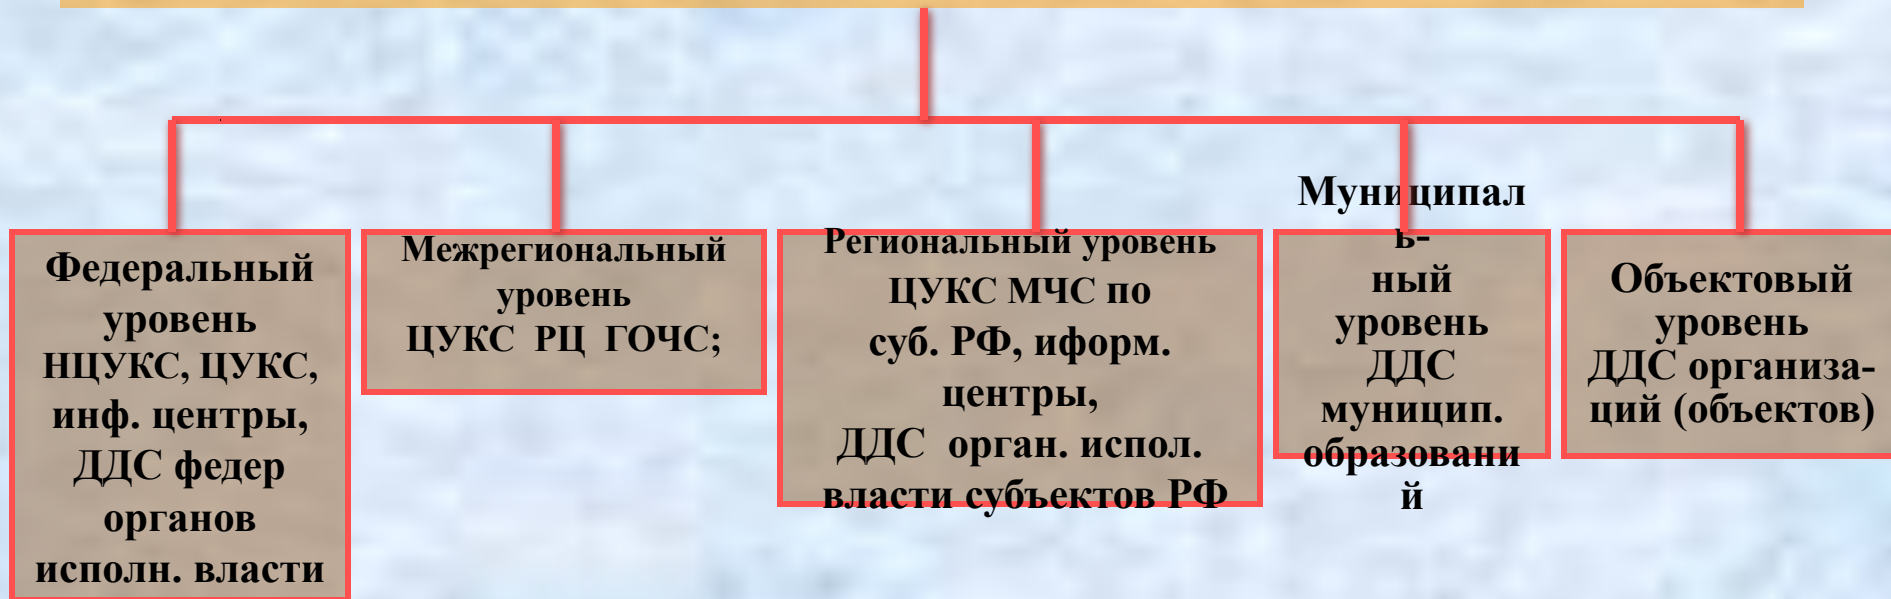 Федеральный
уровень
НЦУКС, ЦУКС,
инф. центры,
ДДС федер
органов
исполн. власти
Межрегиональный
уровень
ЦУКС РЦ ГОЧС;
Региональный уровень
ЦУКС МЧС по
суб. РФ, иформ.
центры,
ДДС орган. испол.
власти субъектов РФ
Муниципал
ь-
ный
уровень
ДДС
муницип.
образовани
й
Объектовый
уровень
ДДС организа-
ций (объектов)